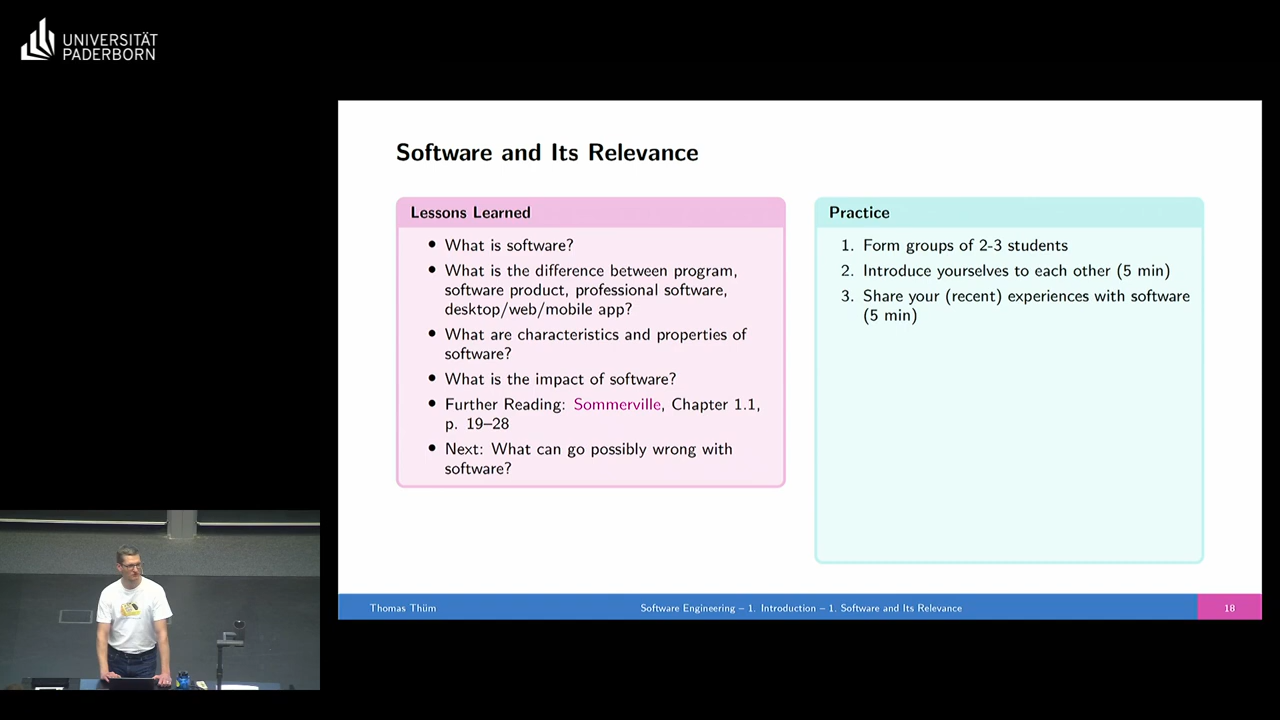 UNIVERSITÄT
PADERBORN
Software and Its Relevance
Lessons Learned
• What is software?
• What is the difference between program,
software product, professional software,
desktop/web/mobile app?
• What are characteristics and properties of
software?
• What is the impact of software?
• Further Reading: Sommerville, Chapter 1.1,
p. 19–28
• Next: What can go possibly wrong with
software?
Practice
1. Form groups of 2-3 students
2. Introduce yourselves to each other (5 min)
3. Share your (recent) experiences with software
(5 min)
Thomas Thüm
Software Engineering – 1. Introduction – 1. Software and Its Relevance
18